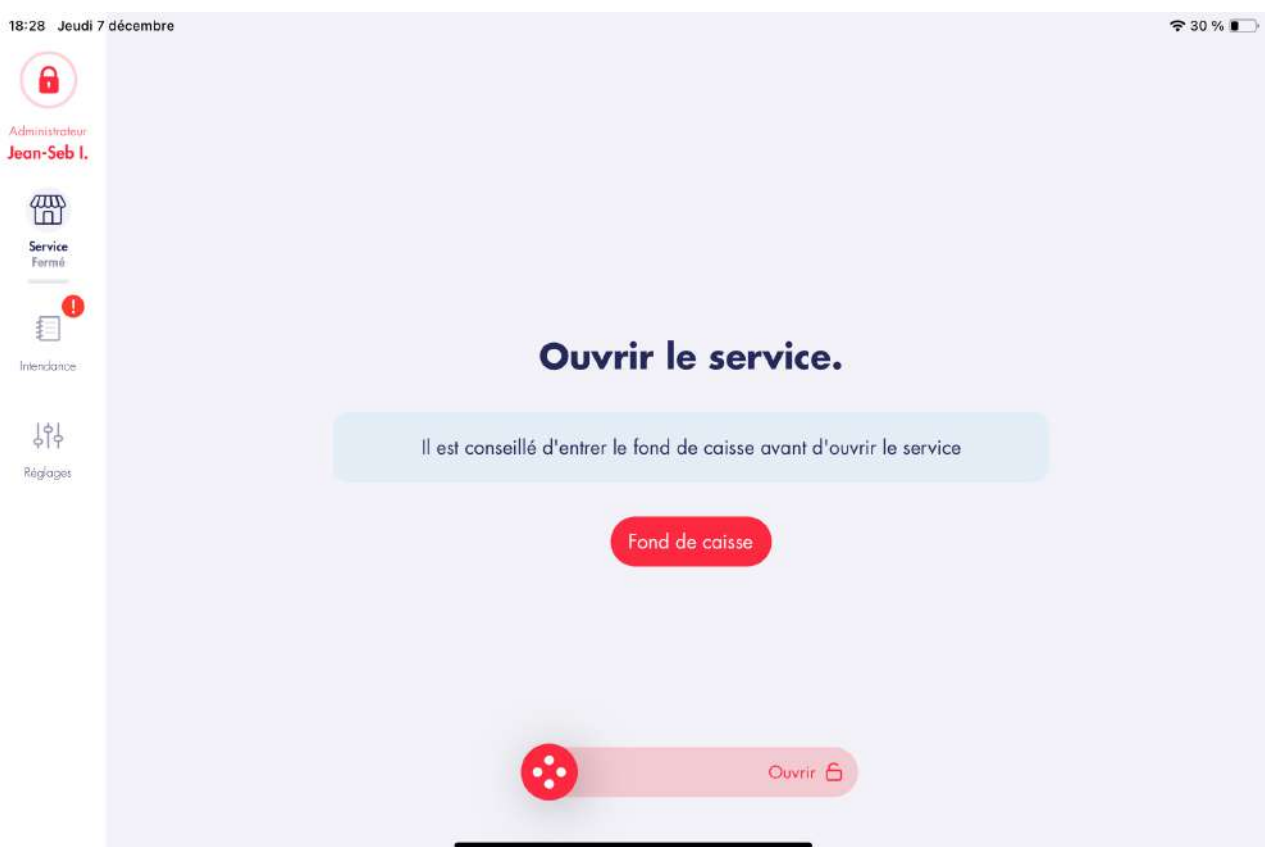 18:28 Jeudi 7 décembre
30 %
Administrateur
Jean-Seb I.
Service
Fermé
!
Intendance
Réglages
Ouvrir le service.
Il est conseillé d'entrer le fond de caisse avant d'ouvrir le service
Fond de caisse
Ouvrir